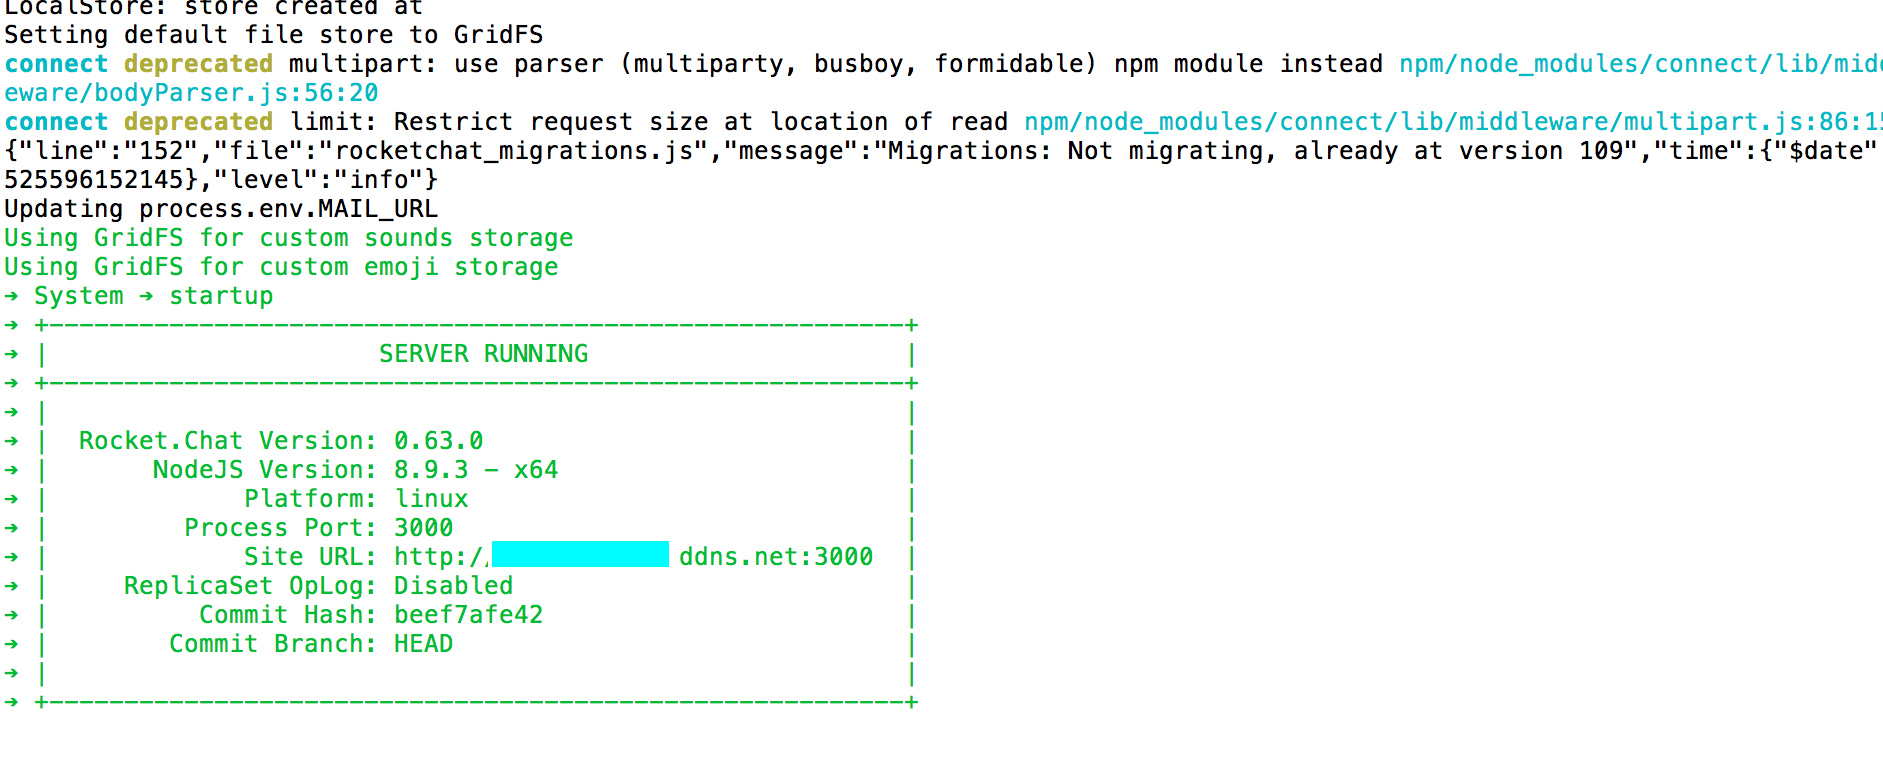 LocalStore: store created at
Setting default file store to GridFS
connect deprecated multipart: use parser (multiparty, busboy, formidable) npm module instead npm/node_modules/connect/lib/midd
eware/bodyParser.js:56:20
connect deprecated limit: Restrict request size at location of read npm/node_modules/connect/lib/middleware/multipart.js:86:15
{"line":"152","file":"rocketchat_migrations.js","message":"Migrations: Not migrating, already at version 109","time":{"$date"
525596152145},"level":"info"}
Updating process.env.MAIL_URL
Using GridFS for custom sounds storage
Using GridFS for custom emoji storage
➔ System ➔ startup
➔ +---------------------------------------------------------+
➔ |                      SERVER RUNNING                     |
➔ +---------------------------------------------------------+
➔ |                                                         |
➔ |  Rocket.Chat Version: 0.63.0                            |
➔ |       NodeJS Version: 8.9.3 - x64                       |
➔ |             Platform: linux                             |
➔ |         Process Port: 3000                              |
➔ |             Site URL: http:// ddns.net:3000  |
➔ |     ReplicaSet OpLog: Disabled                          |
➔ |          Commit Hash: beef7afe42                        |
➔ |        Commit Branch: HEAD                              |
➔ |                                                         |
➔ +---------------------------------------------------------+